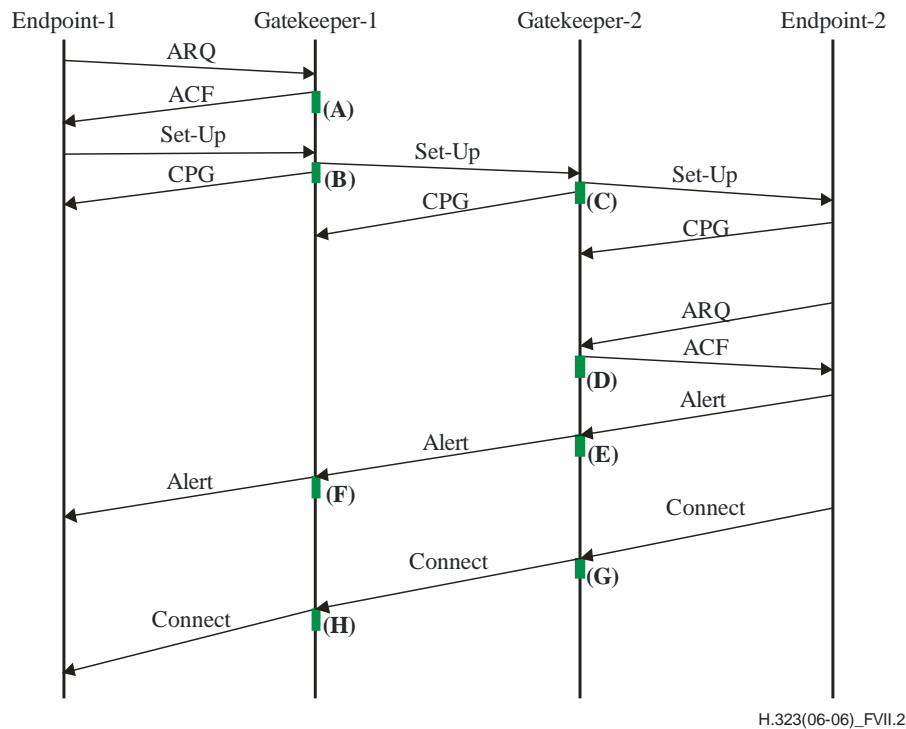 Endpoint-1 Gatekeeper-1 Gatekeeper-2 Endpoint-2
ARQ
ACF
(A)
Set-Up
Set-Up
CPG
(B)
Set-Up
CPG
(C)
CPG
ARQ
ACF
(D)
Alert
Alert
(E)
Alert
(F)
Connect
Connect
(G)
Connect
(H)
H.323(06-06)_FVII.2